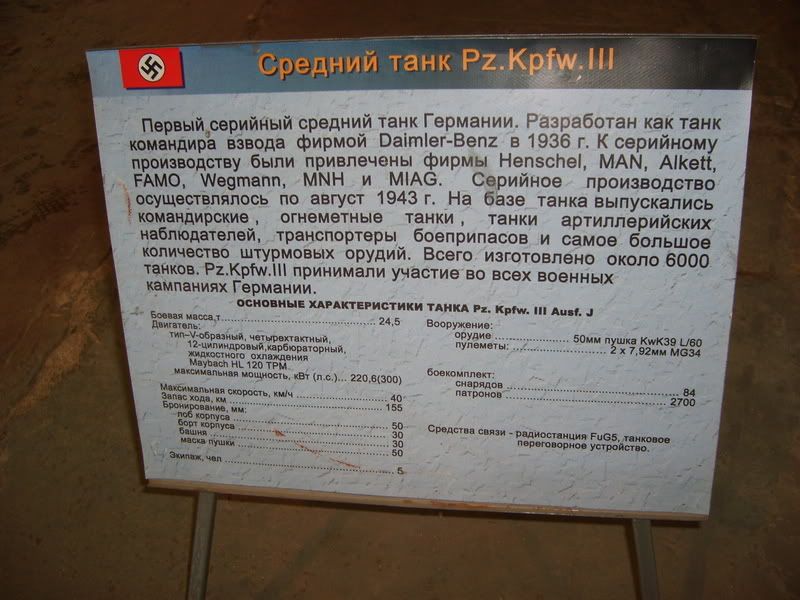 Средний танк Pz.Kpfw.III
Первый серийный средний танк Германии. Разработан как танк
командира взвода фирмой Daimler-Benz в 1936 г. К серийному
производству были привлечены фирмы Henschel, MAN, Alkett,
FAMO, Wegmann, MNH и MIAG. Серийное производство
осуществлялось по август 1943 г. На базе танка выпускались
командирские, огнеметные танки, танки артиллерийских
наблюдателей, транспортеры боеприпасов и самое большое
количество штурмовых орудий. Всего изготовлено около 6000
танков. Pz.Kpfw.III принимали участие во всех военных
кампаниях Германии.
ОСНОВНЫЕ ХАРАКТЕРИСТИКИ ТАНКА Pz. Kpfw. III Ausf. J
Боевая масса,т ... 24,5
Двигатель:
тип–V-образный, четырехтактный,
12-цилиндровый,карбюраторный,
жидкостного охлаждения
Maybach HL 120 TPM
максимальная мощность, кВт (л.с)... 220,6(300)
Максимальная скорость, км/ч ... 40
Запас хода, км ... 155
Бронирование, мм:
лоб корпуса ... 50
борт корпуса ... 30
башня ... 30
маска пушки ... 50
Экипаж, чел ... 5
Вооружение:
орудие ... 50мм пушка KwK39 L/60
пулеметы: ... 2 x 7,92мм MG34
боекомплект:
снарядов ... 84
патронов ... 2700
Средства связи - радиостанция FuG5, танковое
переговорное устройство.